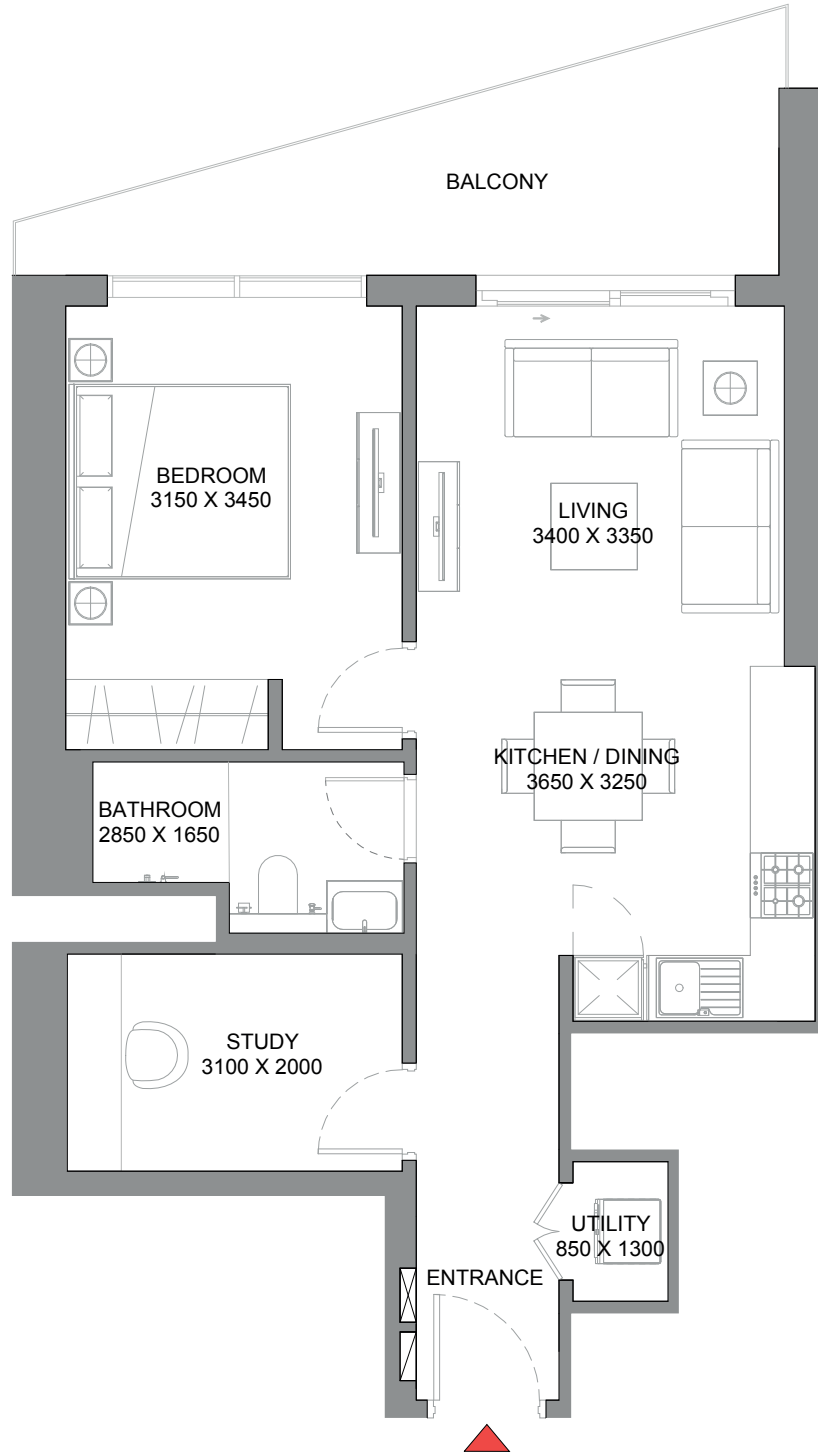 BALCONY
BEDROOM
3150 X 3450
LIVING
3400 X 3350
KITCHEN / DINING
3650 X 3250
BATHROOM
2850 X 1650
STUDY
3100 X 2000
UTILITY
850 X 1300
ENTRANCE